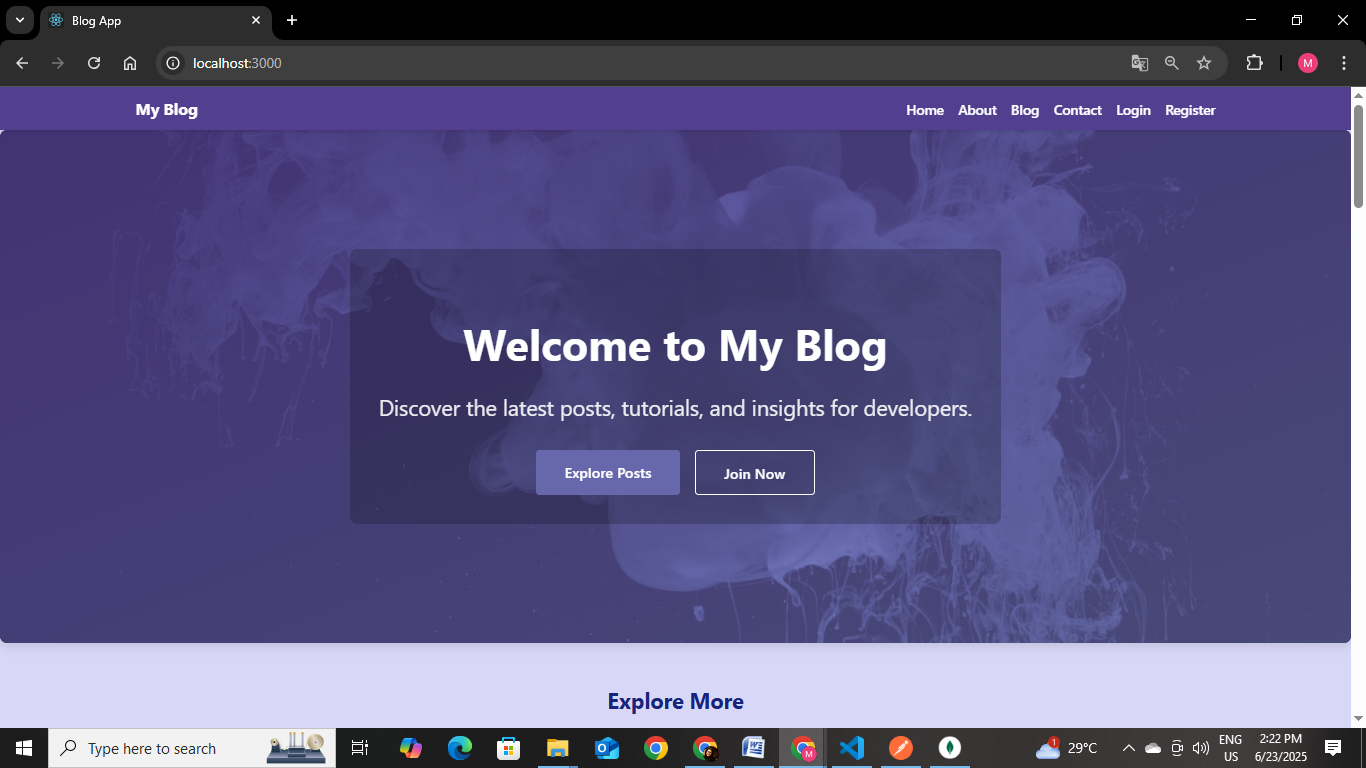 Blog App
localhost:3000
M
My Blog
Home About Blog Contact Login Register
Welcome to My Blog
Discover the latest posts, tutorials, and insights for developers.
Explore Posts Join Now
Explore More
Type here to search
W
M
1
29°C
ENG
US
2:22 PM
6/23/2025